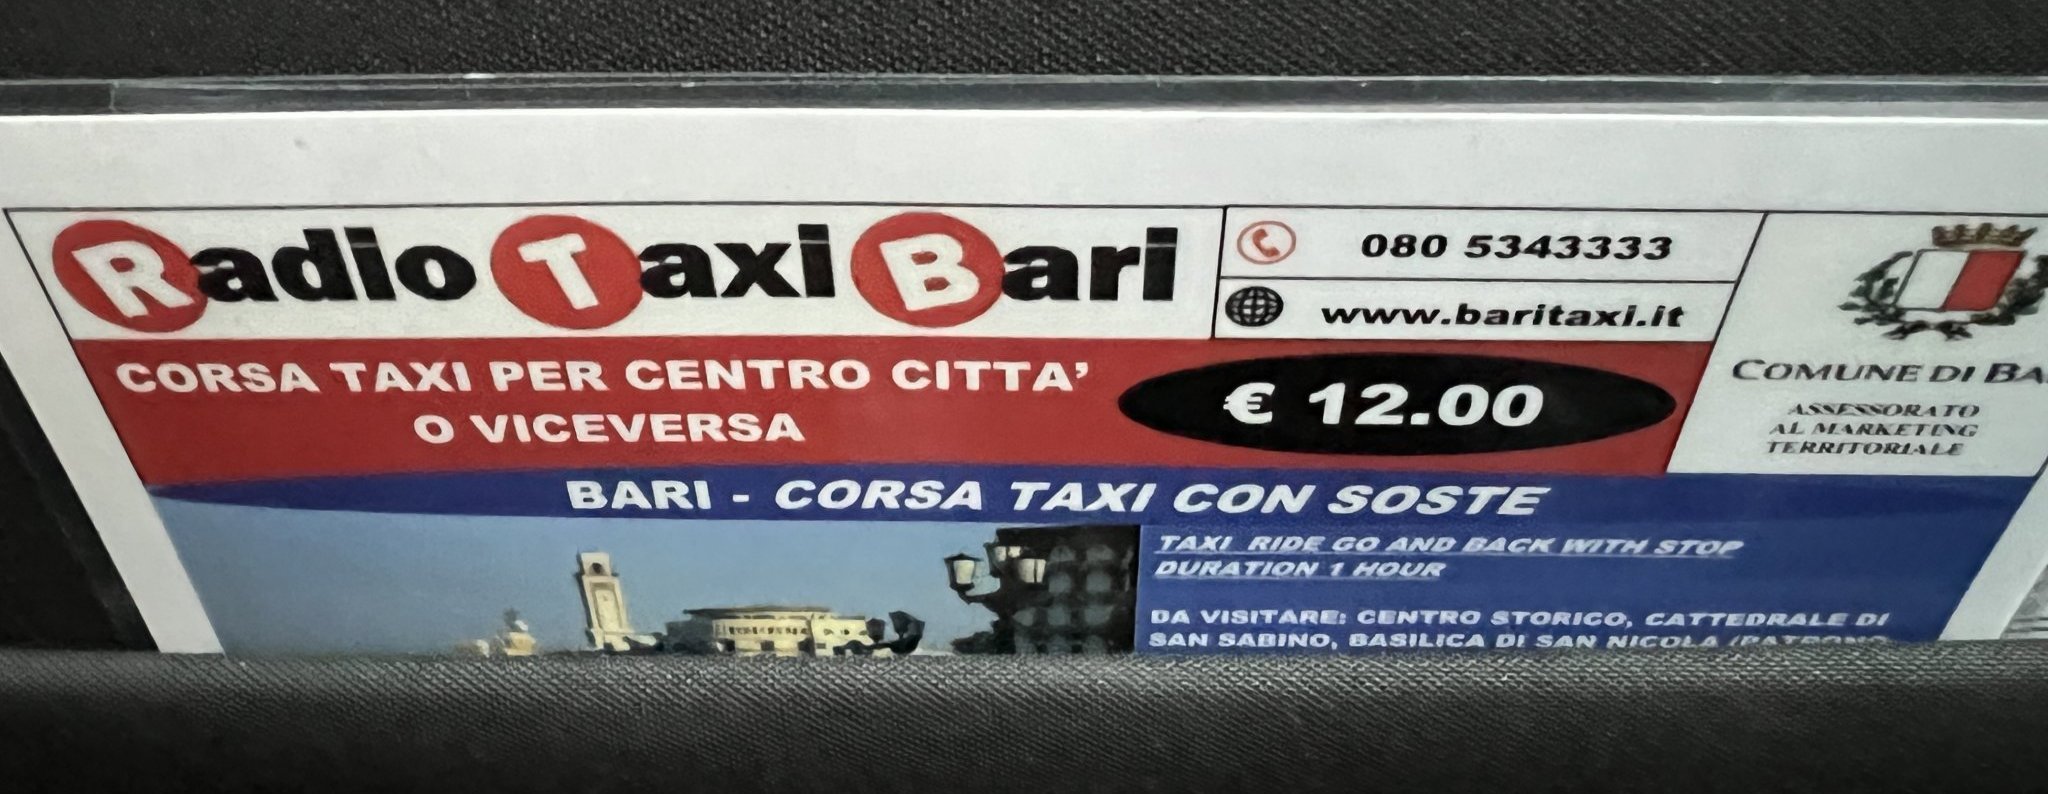 Radio Taxi Bari
080 5343333
www.baritaxi.it
COMUNE DI BA
ASSESSORATO
AL MARKETING
TERRITORIALE
CORSA TAXI PER CENTRO CITTA'
O VICEVERSA
€ 12.00
BARI - CORSA TAXI CON SOSTE
TAXI RIDE GO AND BACK WITH STOP
DURATION 1 HOUR
DA VISITARE: CENTRO STORICO, CATTEDRALE DI
SAN SABINO, BASILICA DI SAN NICOLA (PATRONO